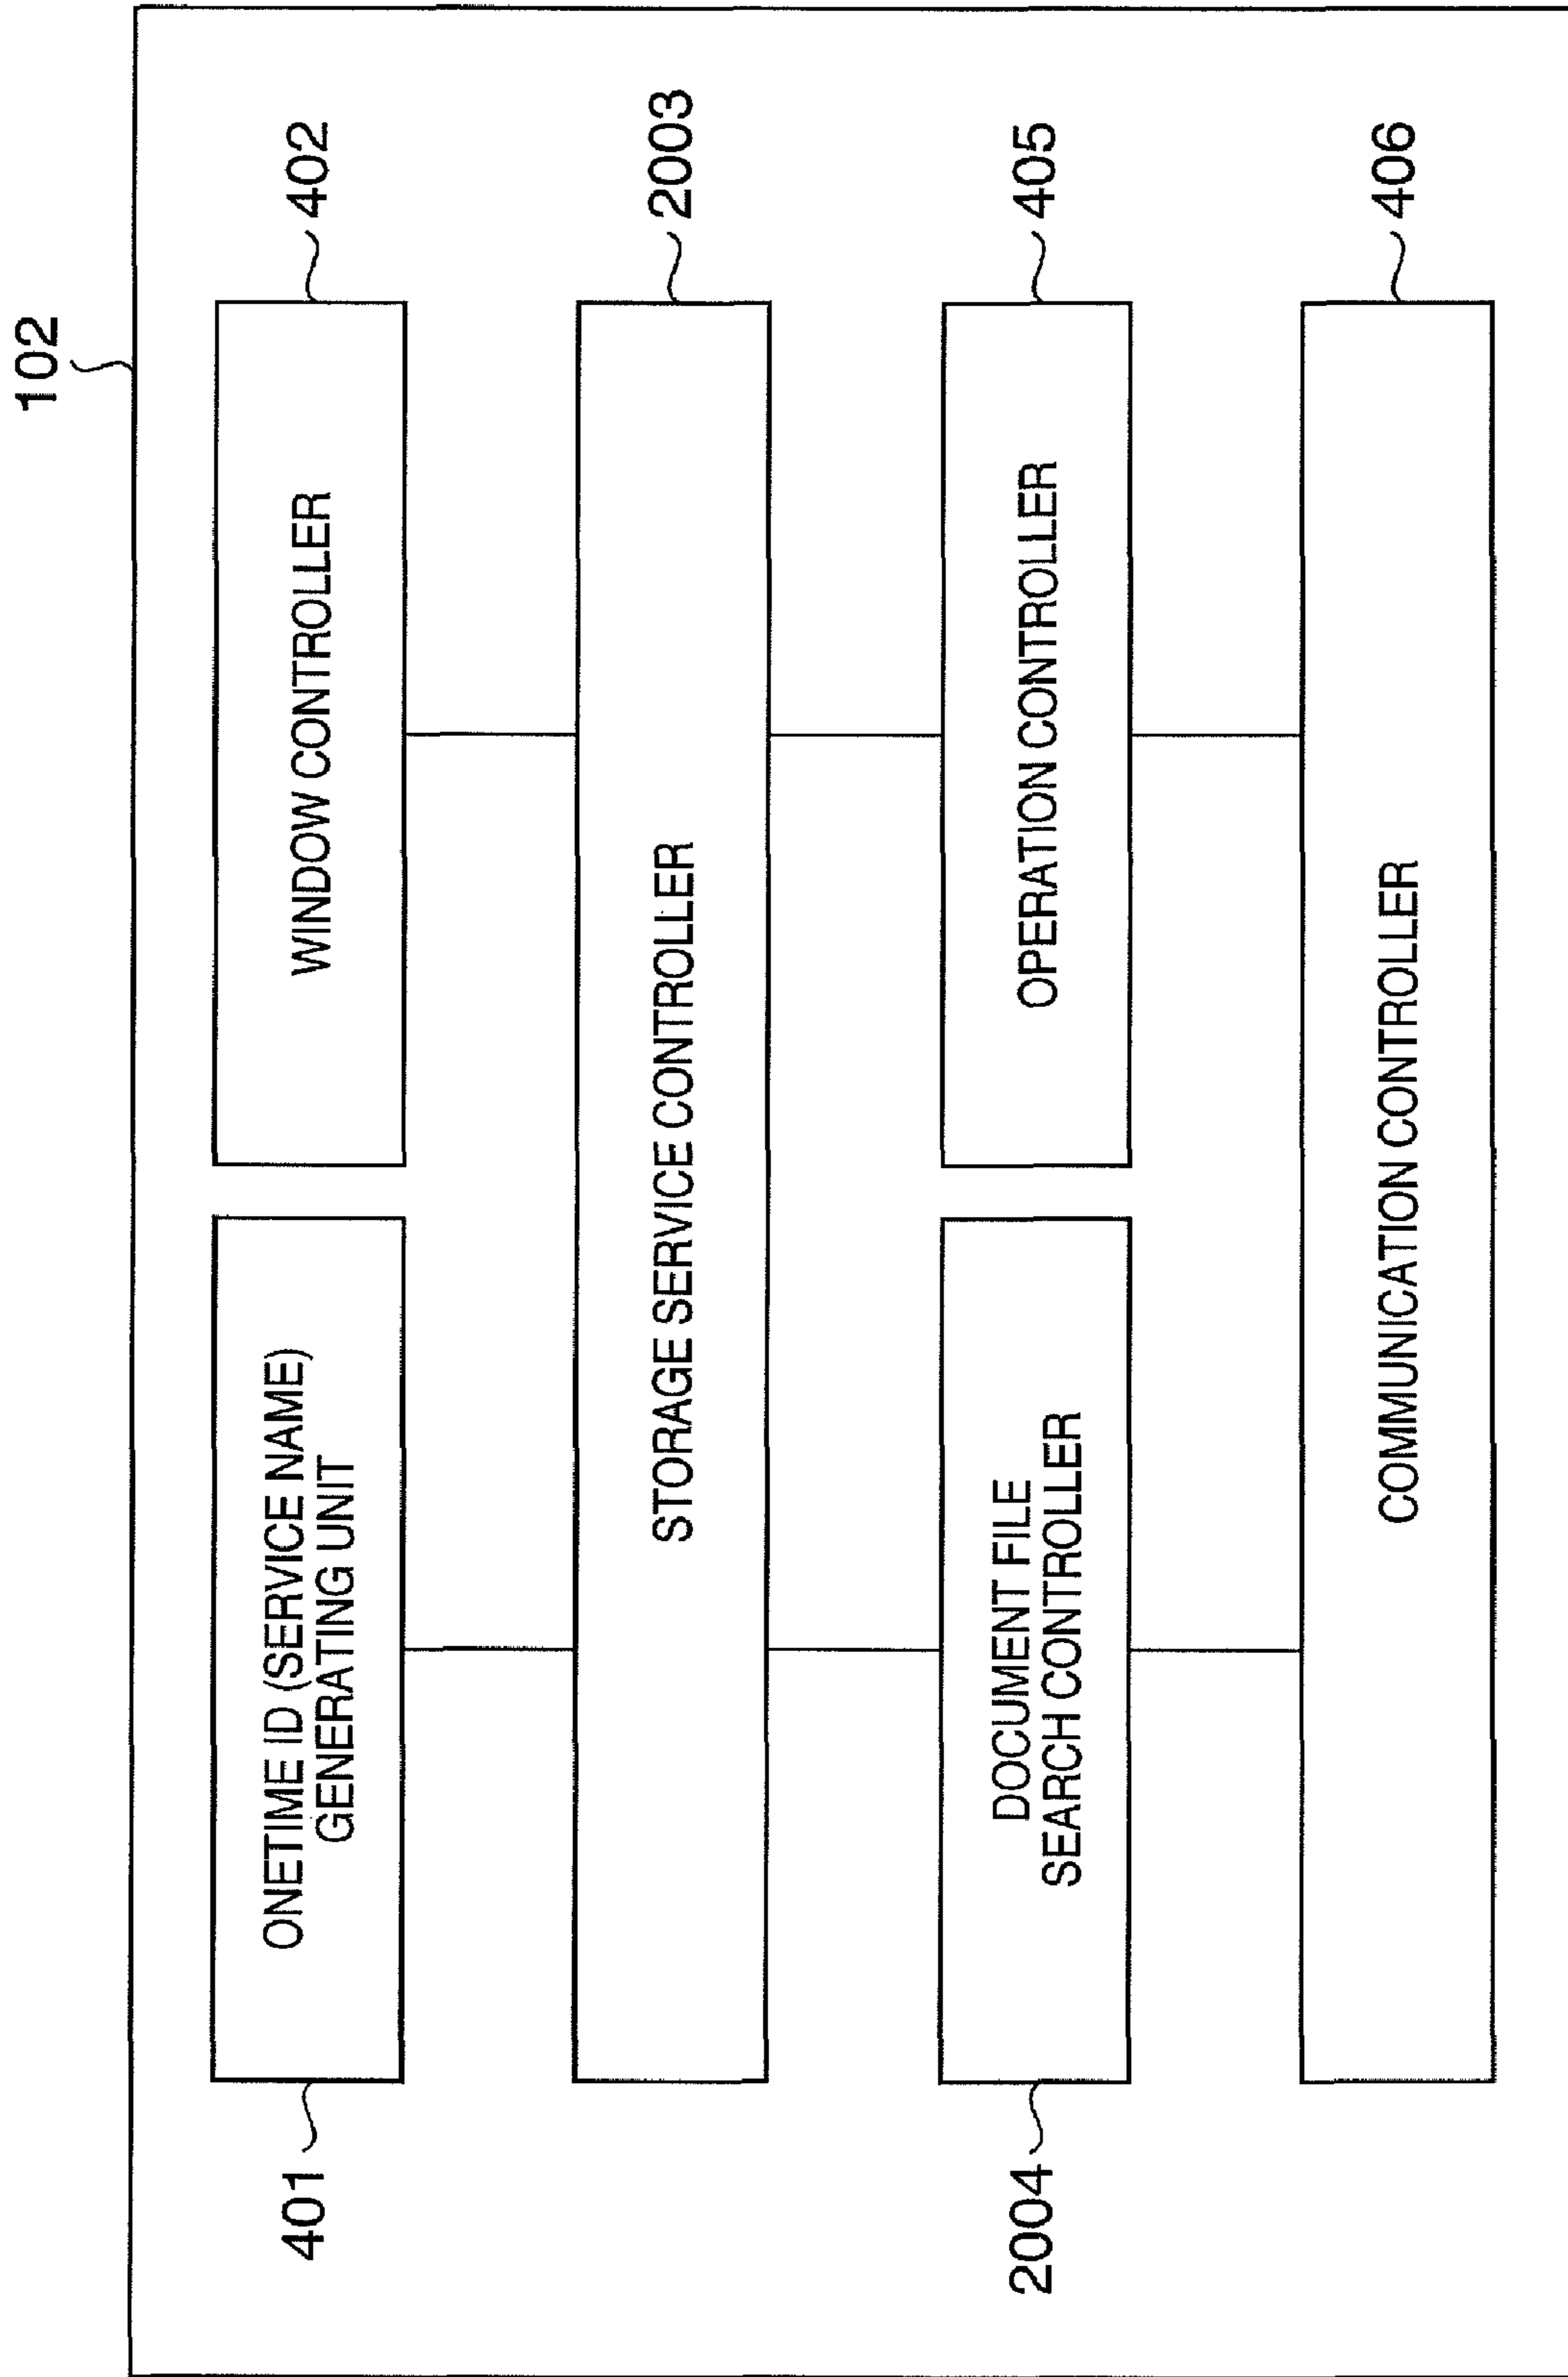 102
ONETIME ID (SERVICE NAME)
GENERATING UNIT
401
WINDOW CONTROLLER
402
STORAGE SERVICE CONTROLLER
2003
DOCUMENT FILE
SEARCH CONTROLLER
2004
OPERATION CONTROLLER
405
COMMUNICATION CONTROLLER
406